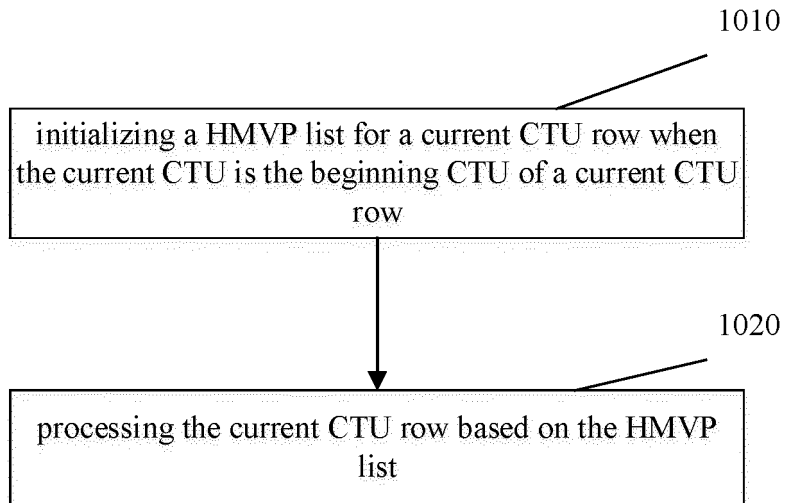 1010
initializing a HMVP list for a current CTU row when
the current CTU is the beginning CTU of a current CTU
row
1020
processing the current CTU row based on the HMVP
list